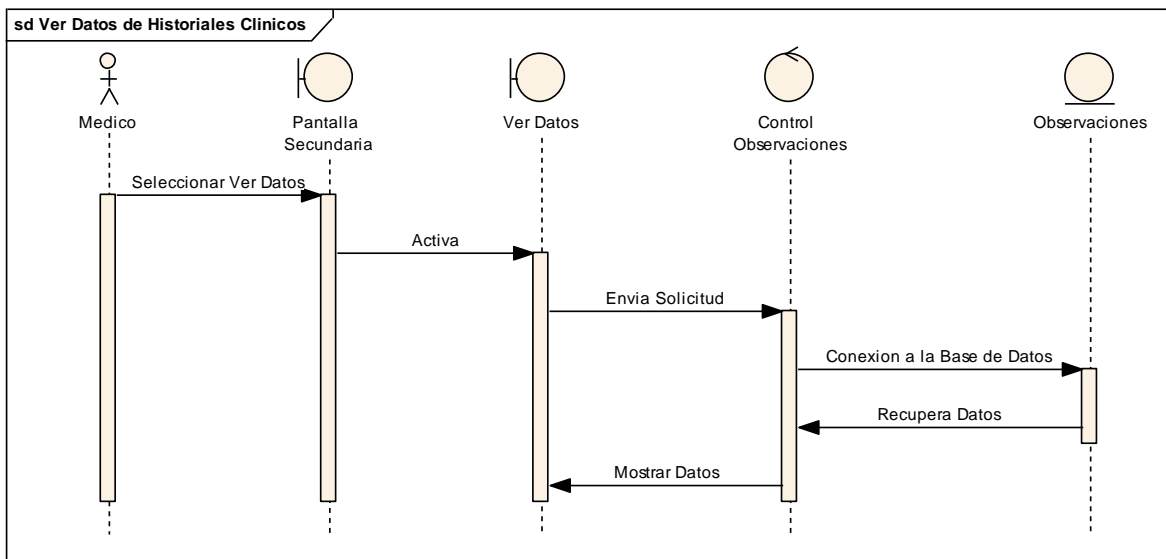 sd Ver Datos de Historiales Clinicos
Medico
Pantalla
Secundaria
Ver Datos
Control
Observaciones
Observaciones
Seleccionar Ver Datos
Activa
Envia Solicitud
Conexion a la Base de Datos
Recupera Datos
Mostrar Datos